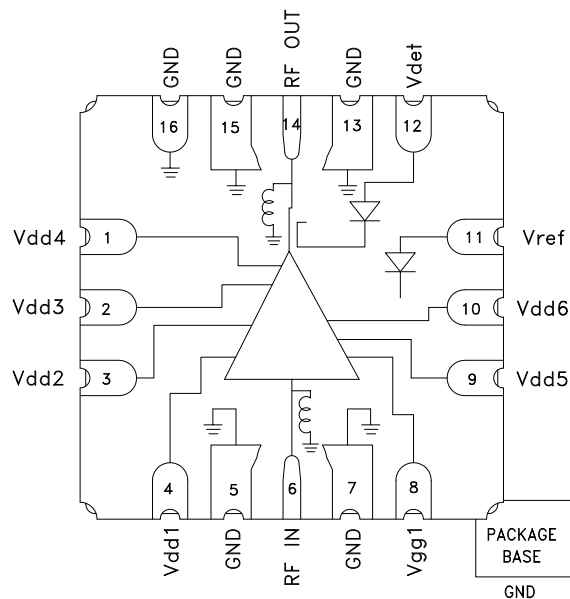 GND
GND
RF OUT
GND
Vdet
16
15
14
13
12
Vdd4
1
11
Vref
Vdd3
2
10
Vdd6
Vdd2
3
9
Vdd5
4
5
6
7
8
Vdd1
GND
RF IN
GND
Vgg1
PACKAGE
BASE
GND